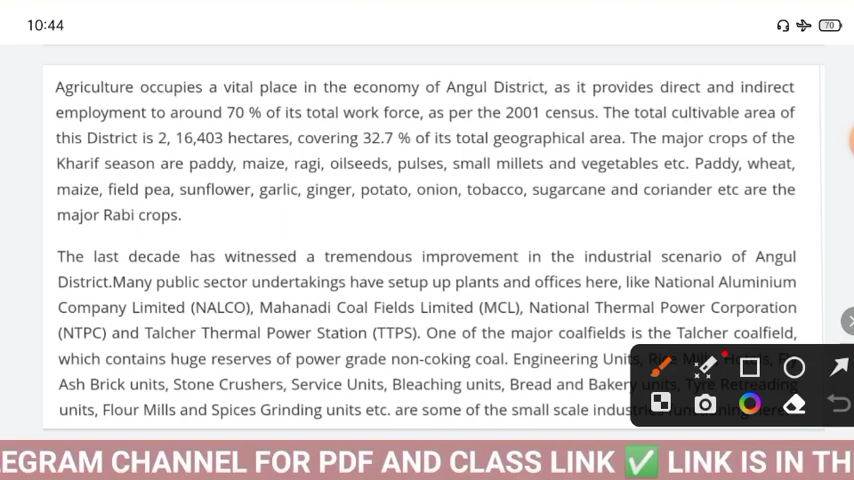 10:44
70
Agriculture occupies a vital place in the economy of Angul District, as it provides direct and indirect
employment to around 70 % of its total work force, as per the 2001 census. The total cultivable area of
this District is 2, 16,403 hectares, covering 32.7 % of its total geographical area. The major crops of the
Kharif season are paddy, maize, ragi, oilseeds, pulses, small millets and vegetables etc. Paddy, wheat,
maize, field pea, sunflower, garlic, ginger, potato, onion, tobacco, sugarcane and coriander etc are the
major Rabi crops.
The last decade has witnessed a tremendous improvement in the industrial scenario of Angul
District.Many public sector undertakings have setup up plants and offices here, like National Aluminium
Company Limited (NALCO), Mahanadi Coal Fields Limited (MCL), National Thermal Power Corporation
(NTPC) and Talcher Thermal Power Station (TTPS). One of the major coalfields is the Talcher coalfield,
which contains huge reserves of power grade non-coking coal. Engineering Units, Rice Mills, Hotels, Fly
Ash Brick units, Stone Crushers, Service Units, Bleaching units, Bread and Bakery units, Tyre Retreading
units, Flour Mills and Spices Grinding units etc. are some of the small scale industries functioning here.
LEGRAM CHANNEL FOR PDF AND CLASS LINK ✅ LINK IS IN TH